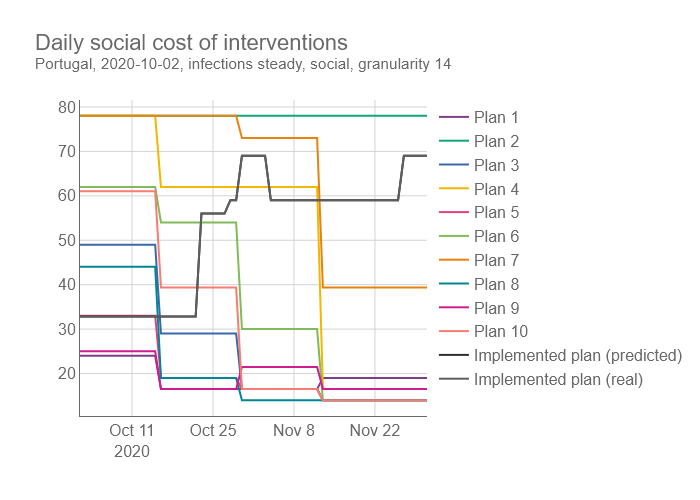 Daily social cost of interventions
Portugal, 2020-10-02, infections steady, social, granularity 14
80
70
60
50
40
30
20
Oct 11
2020
Oct 25
Nov 8
Nov 22
Plan 1
Plan 2
Plan 3
Plan 4
Plan 5
Plan 6
Plan 7
Plan 8
Plan 9
Plan 10
Implemented plan (predicted)
Implemented plan (real)